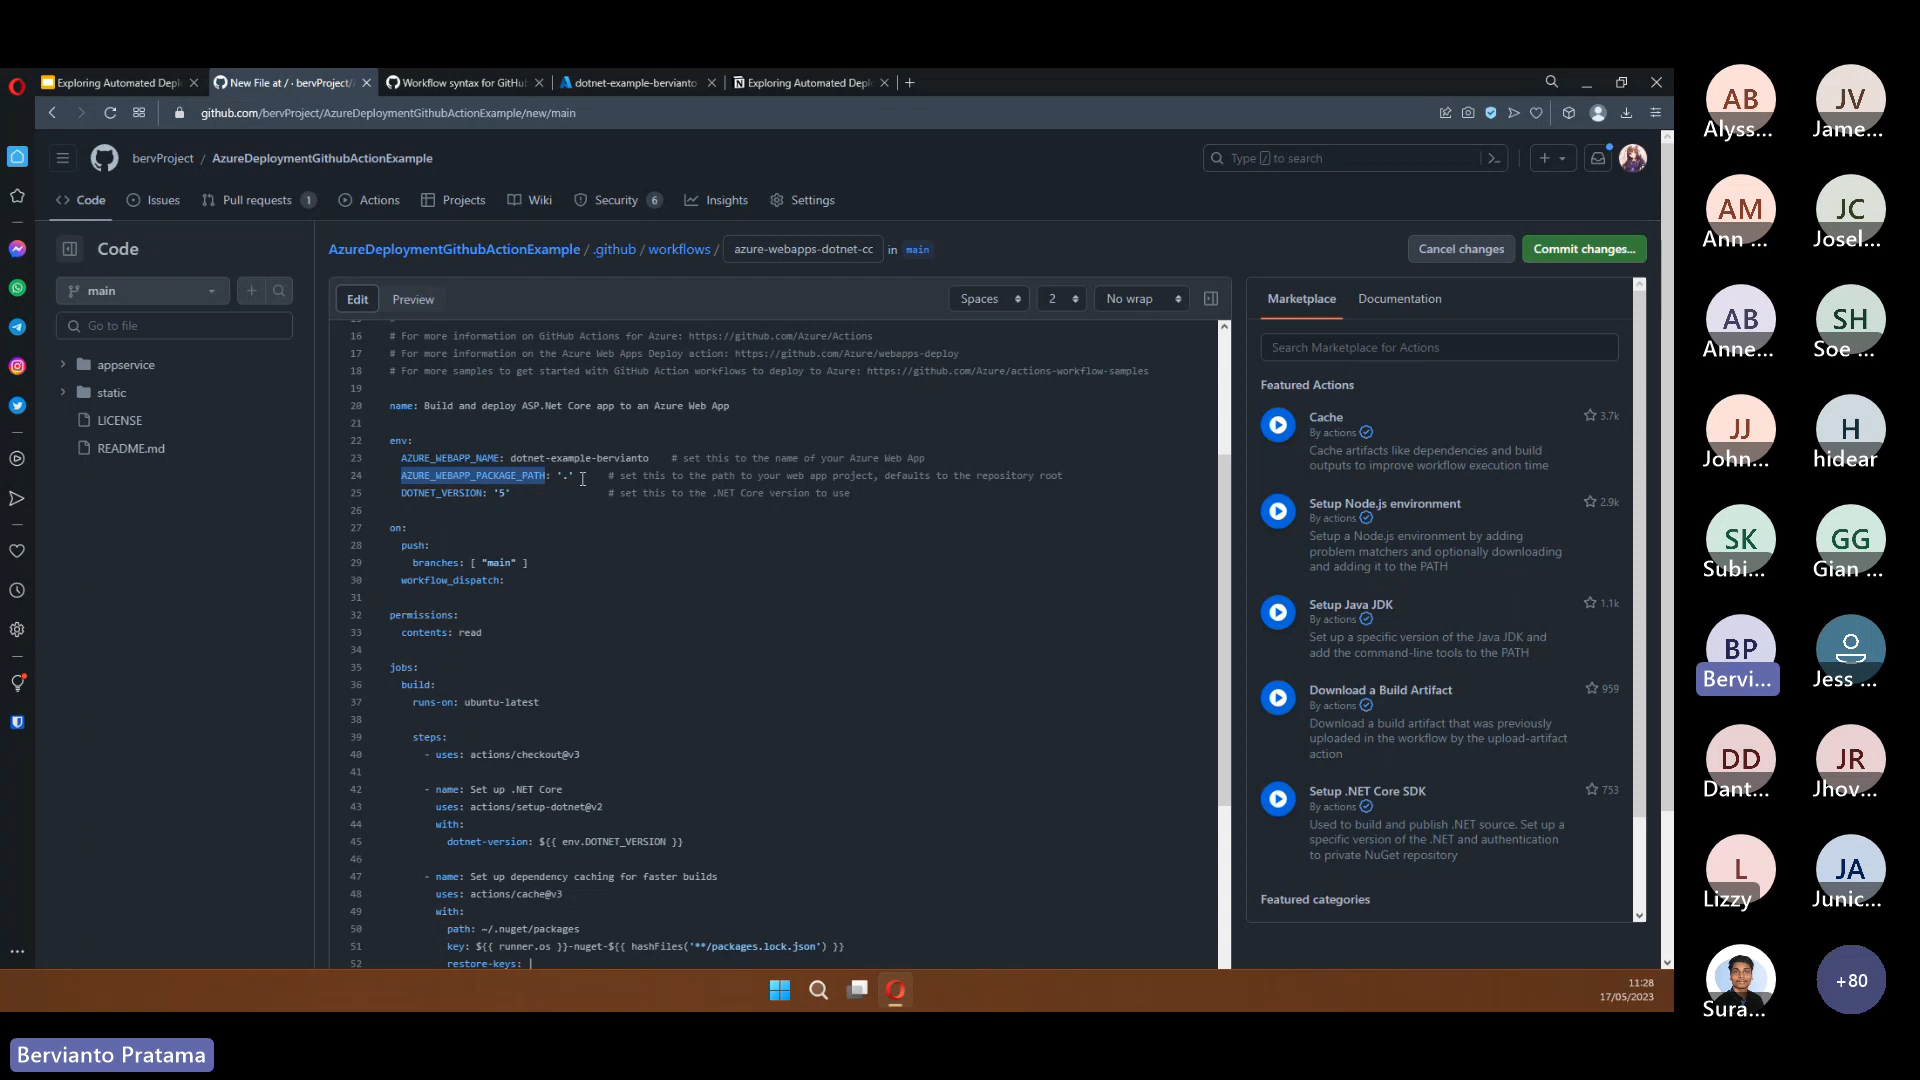 Exploring Automated Depl
New File at / · bervProject/
Workflow syntax for GitHu
dotnet-example-bervianto
Exploring Automated Depl
github.com/bervProject/AzureDeploymentGithubActionExample/new/main
bervProject / AzureDeploymentGithubActionExample
Type / to search
Code
Issues
Pull requests 1
Actions
Projects
Wiki
Security 6
Insights
Settings
Code
main
Go to file
appservice
static
LICENSE
README.md
AzureDeploymentGithubActionExample / .github / workflows / azure-webapps-dotnet-cc in main
Cancel changes
Commit changes...
Edit
Preview
Spaces
2
No wrap
16 # For more information on GitHub Actions for Azure: https://github.com/Azure/Actions
17 # For more information on the Azure Web Apps Deploy action: https://github.com/Azure/webapps-deploy
18 # For more samples to get started with GitHub Action workflows to deploy to Azure: https://github.com/Azure/actions-workflow-samples
19
20 name: Build and deploy ASP.Net Core app to an Azure Web App
21
22 env:
23 AZURE_WEBAPP_NAME: dotnet-example-bervianto # set this to the name of your Azure Web App
24 AZURE_WEBAPP_PACKAGE_PATH: '.' # set this to the path to your web app project, defaults to the repository root
25 DOTNET_VERSION: '5' # set this to the .NET Core version to use
26
27 on:
28 push:
29 branches: [ "main" ]
30 workflow_dispatch:
31
32 permissions:
33 contents: read
34
35 jobs:
36 build:
37 runs-on: ubuntu-latest
38
39 steps:
40 - uses: actions/checkout@v3
41
42 - name: Set up .NET Core
43 uses: actions/setup-dotnet@v2
44 with:
45 dotnet-version: ${{ env.DOTNET_VERSION }}
46
47 - name: Set up dependency caching for faster builds
48 uses: actions/cache@v3
49 with:
50 path: ~/.nuget/packages
51 key: ${{ runner.os }}-nuget-${{ hashFiles('**/packages.lock.json') }}
52 restore-keys: |
Marketplace
Documentation
Search Marketplace for Actions
Featured Actions
Cache
3.7k
By actions
Cache artifacts like dependencies and build
outputs to improve workflow execution time
Setup Node.js environment
2.9k
By actions
Setup a Node.js environment by adding
problem matchers and optionally downloading
and adding it to the PATH
Setup Java JDK
1.1k
By actions
Set up a specific version of the Java JDK and
add the command-line tools to the PATH
Download a Build Artifact
959
By actions
Download a build artifact that was previously
uploaded in the workflow by the upload-artifact
action
Setup .NET Core SDK
753
By actions
Used to build and publish .NET source. Set up a
specific version of the .NET and authentication
to private NuGet repository
Featured categories
11:28
17/05/2023
AB
Alyss...
JV
Jame...
AM
Ann ...
JC
Josel...
AB
Anne...
SH
Soe ...
JJ
John...
H
hidear
SK
Subi...
GG
Gian ...
BP
Bervi...
Jess ...
DD
Dant...
JR
Jhov...
L
Lizzy
JA
Junic...
Sura...
+80
Bervianto Pratama